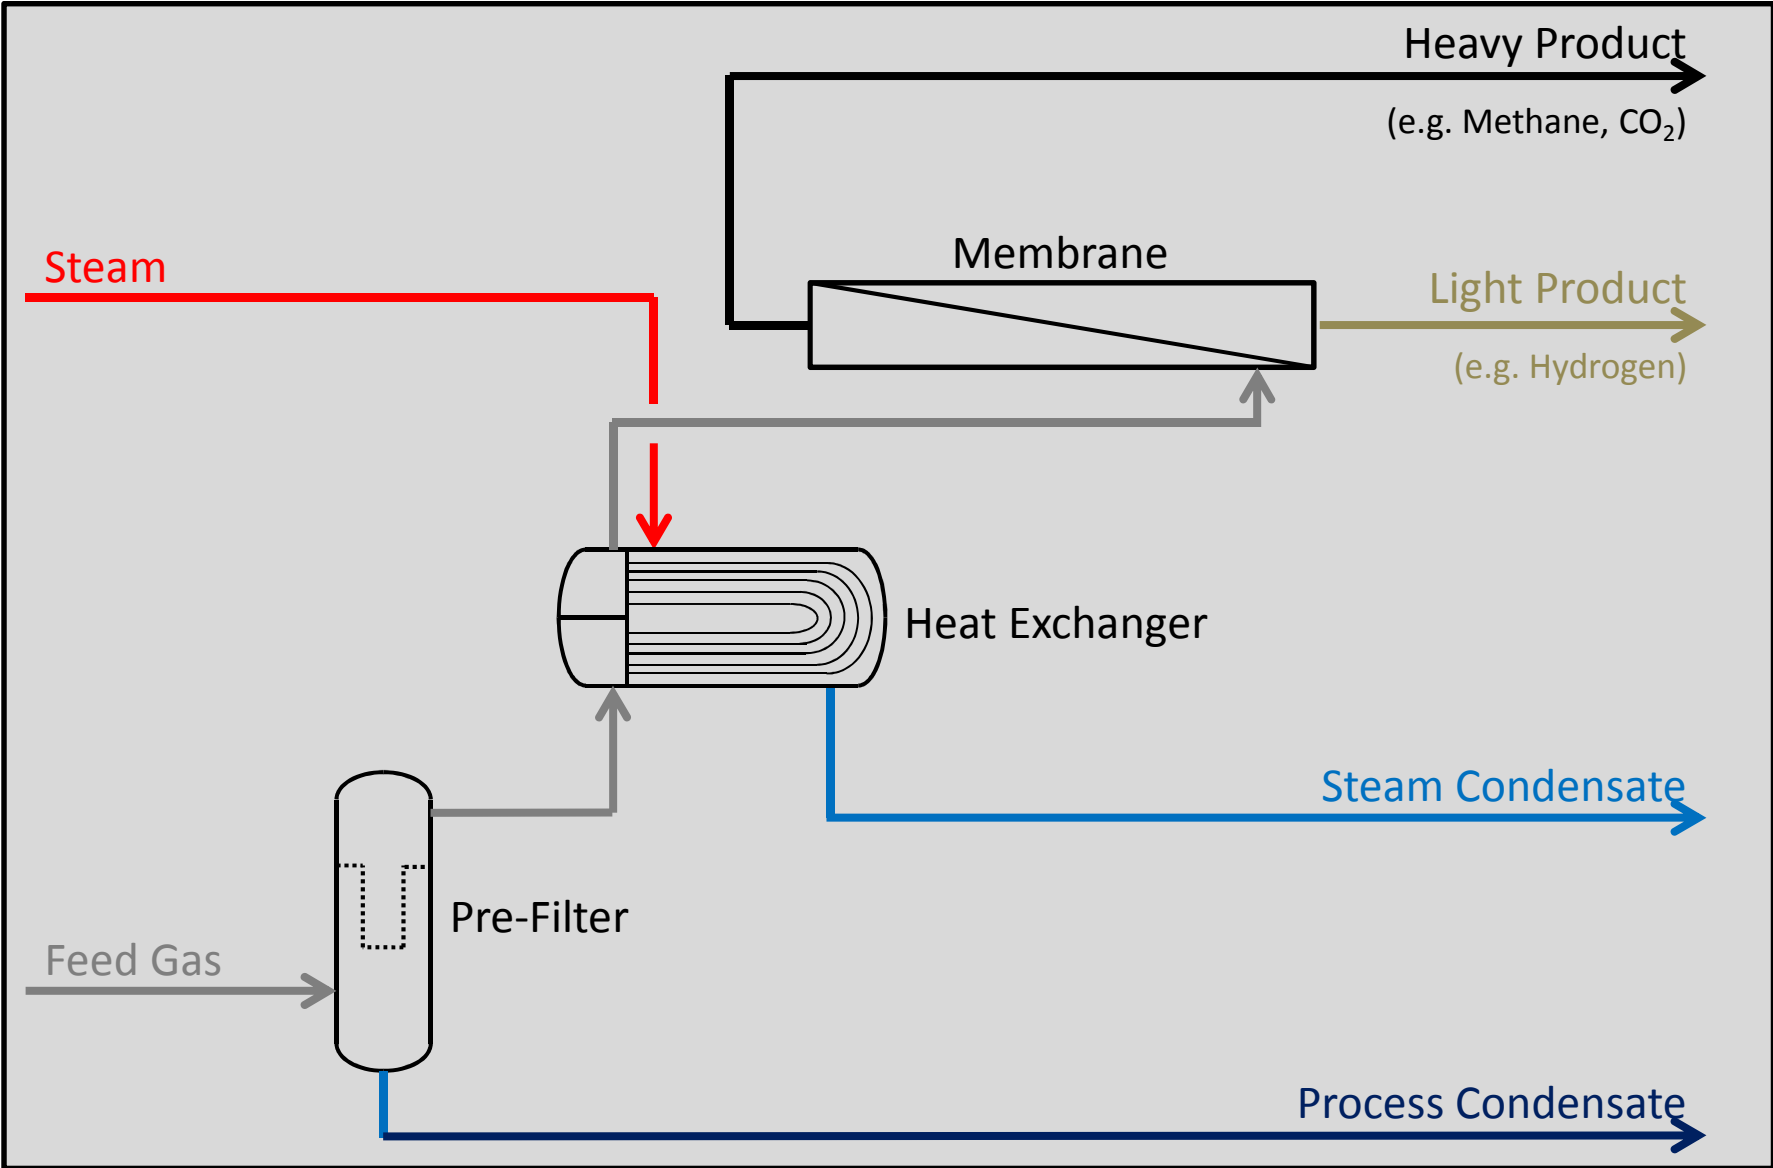 Heavy Product
(e.g. Methane, CO₂)
Steam
Membrane
Light Product
(e.g. Hydrogen)
Heat Exchanger
Steam Condensate
Pre-Filter
Feed Gas
Process Condensate